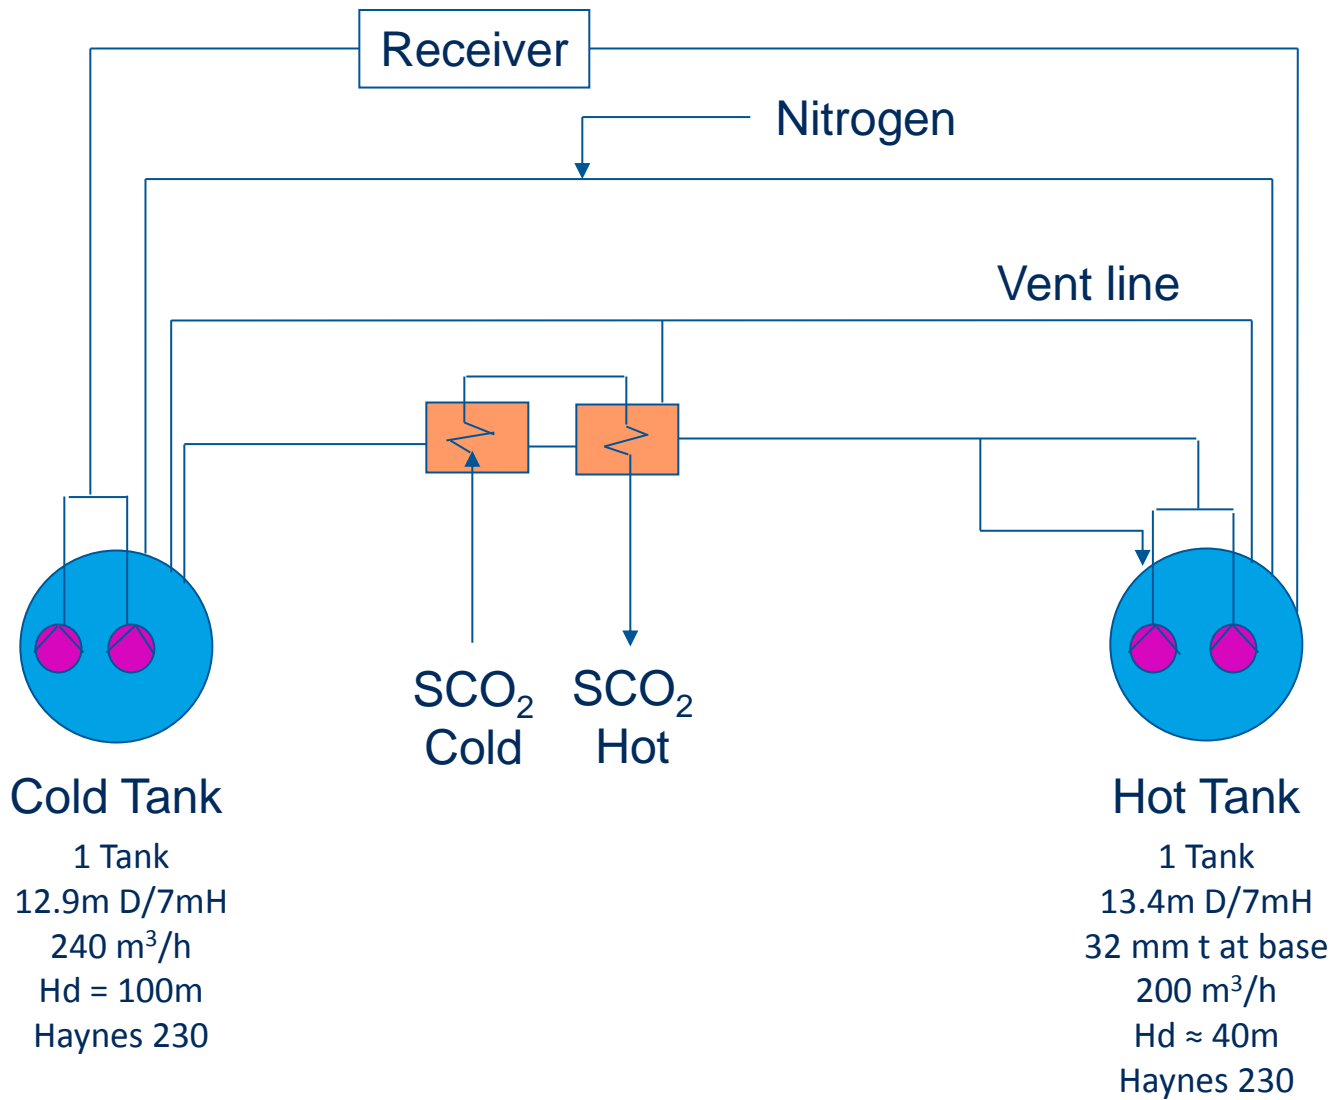 Receiver
Nitrogen
Vent line
SCO₂
Cold
SCO₂
Hot
Cold Tank
1 Tank
12.9m D/7mH
240 m³/h
Hd = 100m
Haynes 230
Hot Tank
1 Tank
13.4m D/7mH
32 mm t at base
200 m³/h
Hd ≈ 40m
Haynes 230